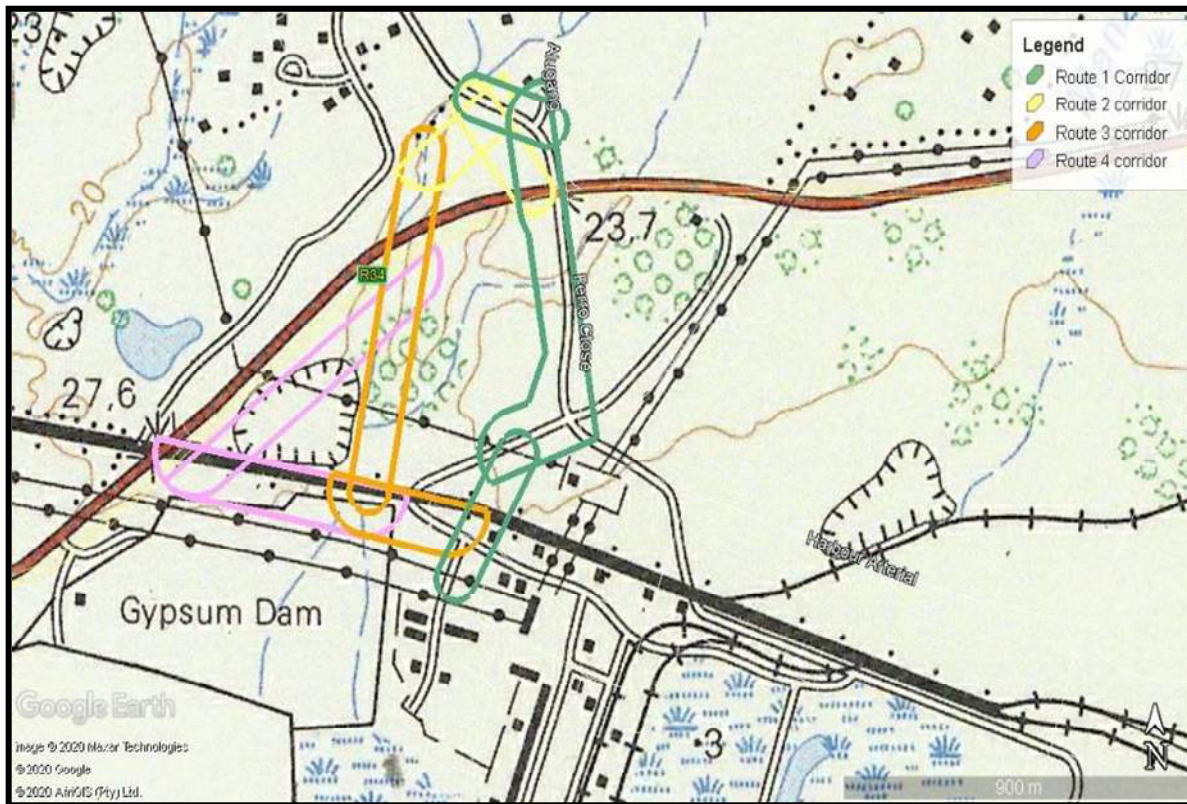 23
Alugang
Legend
Route 1 Corridor
Route 2 corridor
Route 3 corridor
Route 4 corridor
20
23,7
R34
Ferro Close
27,6
Harbour Arterial
Gypsum Dam
Google Earth
Image © 2020 Maxar Technologies
© 2020 Google
© 2020 AfriGIS (Pty) Ltd.
3
N
900 m